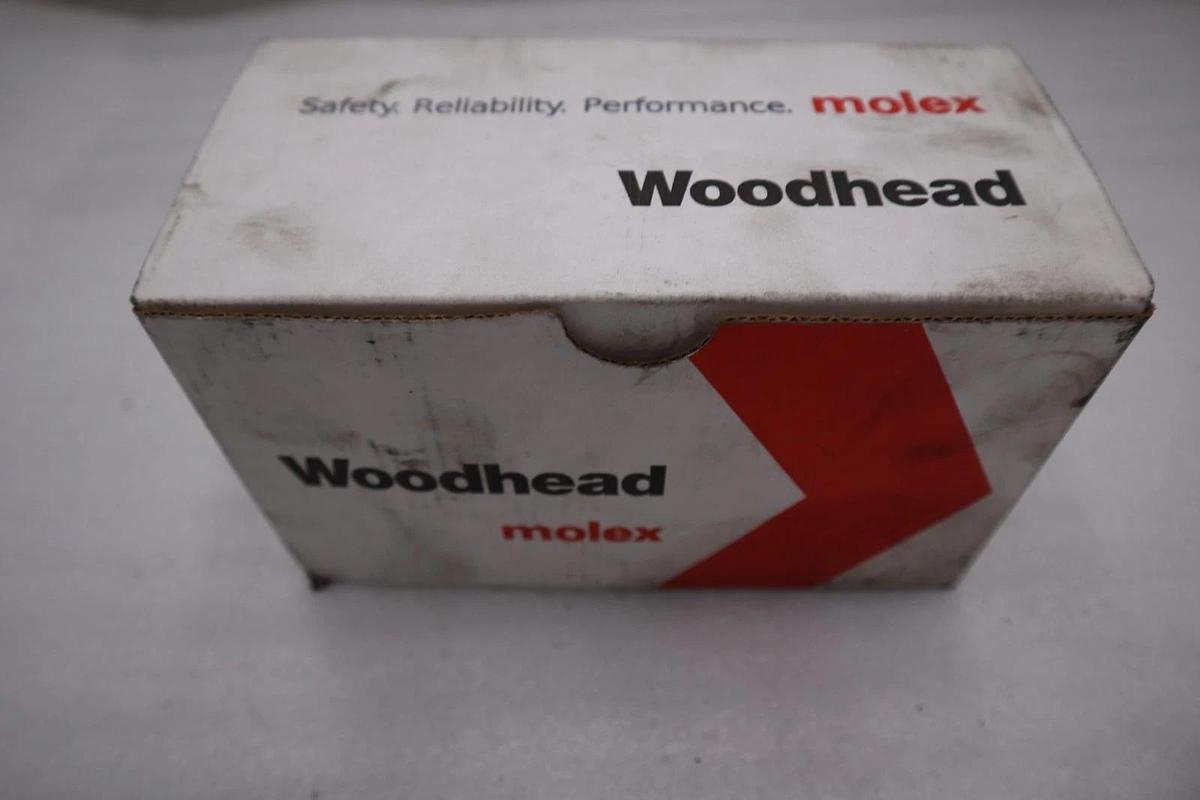 Safety. Reliability. Performance. molex
Woodhead
Woodhead
molex